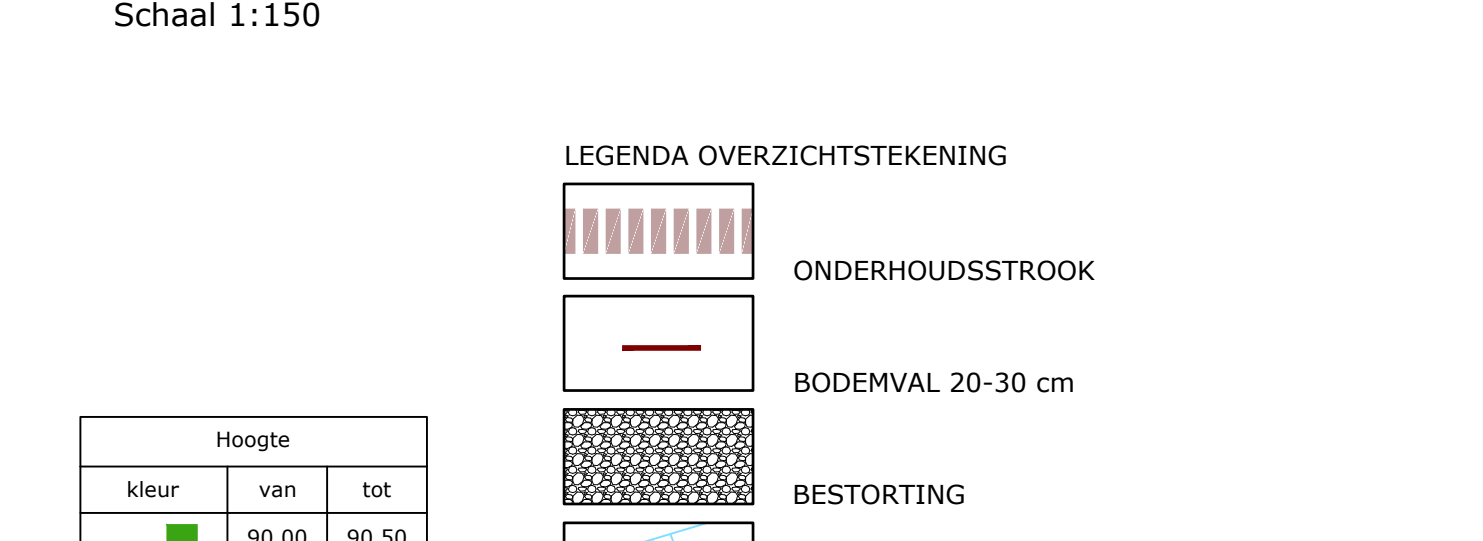 Schaal 1:150
LEGENDA OVERZICHTSTEKENING
ONDERHOUDSSTROOK
BODEMVAL 20-30 cm
BESTORTING
Hoogte
kleur van tot
90.00 90.50